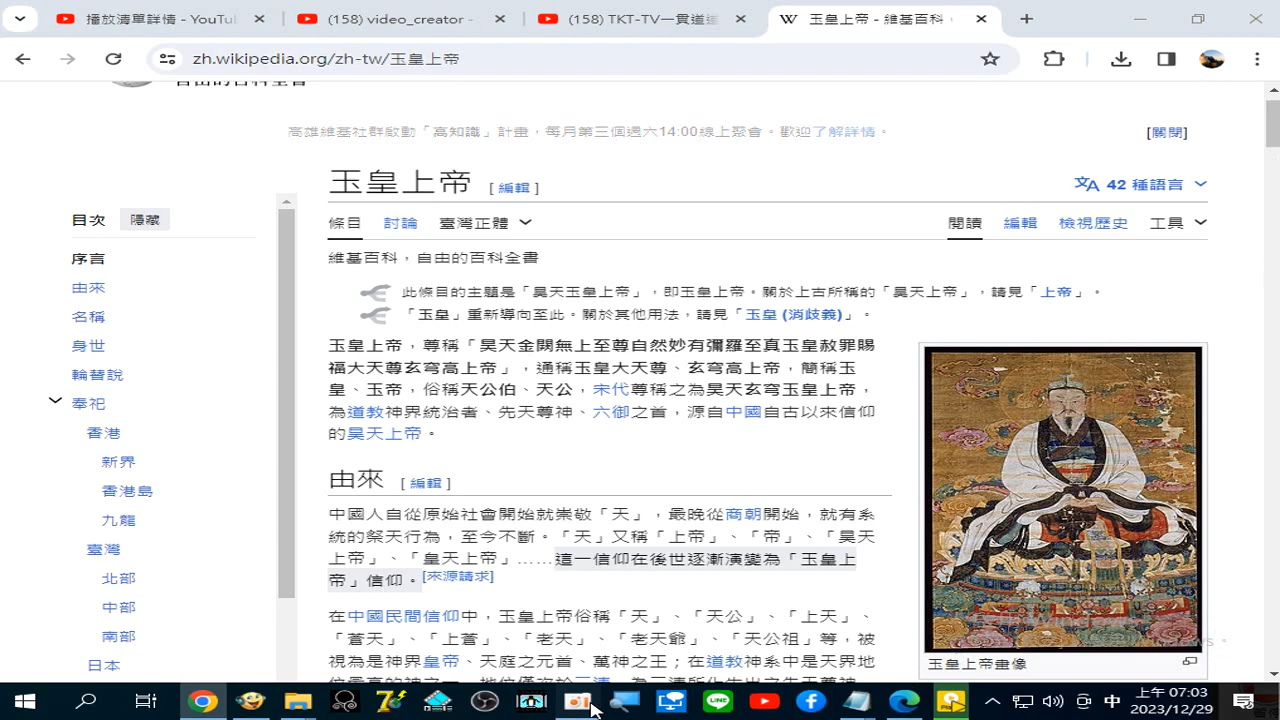 播放清單詳情 - YouTu
(158) video_creator -
(158) TKT-TV一貫道這
玉皇上帝 - 維基百科，
zh.wikipedia.org/zh-tw/玉皇上帝
高雄維基社群啟動「高知識」計畫，每月第三個週六14:00線上聚會。歡迎了解詳情。
[關閉]
玉皇上帝 [編輯]
42 種語言
目次 隱藏
條目 討論 臺灣正體 閱讀 編輯 檢視歷史 工具
維基百科，自由的百科全書
此條目的主題是「昊天玉皇上帝」，即玉皇上帝。關於上古所稱的「昊天上帝」，請見「上帝」。
「玉皇」重新導向至此。關於其他用法，請見「玉皇 (消歧義)」。
序言
由來
名稱
身世
輪替說
奉祀
香港
新界
香港島
九龍
臺灣
北部
中部
南部
日本
玉皇上帝，尊稱「昊天金闕無上至尊自然妙有彌羅至真玉皇赦罪賜
福大天尊玄穹高上帝」，通稱玉皇大天尊、玄穹高上帝，簡稱玉
皇、玉帝，俗稱天公伯、天公，宋代尊稱之為昊天玄穹玉皇上帝，
為道教神界統治者、先天尊神、六御之首，源自中國自古以來信仰
的昊天上帝。
由來 [編輯]
中國人自從原始社會開始就崇敬「天」，最晚從商朝開始，就有系
統的祭天行為，至今不斷。「天」又稱「上帝」、「帝」、「昊天
上帝」、「皇天上帝」……這一信仰在後世逐漸演變為「玉皇上
帝」信仰。[來源請求]
在中國民間信仰中，玉皇上帝俗稱「天」、「天公」、「上天」、
「蒼天」、「上蒼」、「老天」、「老天爺」、「天公祖」等，被
視為是神界皇帝、天庭之元首、萬神之王；在道教神系中是天界地
玉皇上帝畫像
中
上午 07:03
2023/12/29